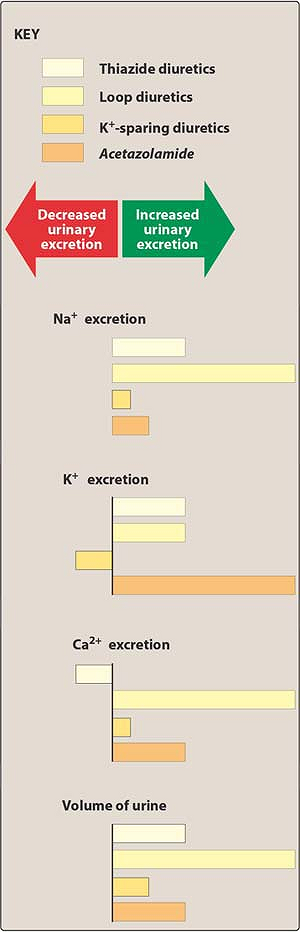 KEY
Thiazide diuretics
Loop diuretics
K⁺-sparing diuretics
Acetazolamide
Decreased
urinary
excretion
Increased
urinary
excretion
Na⁺ excretion
K⁺ excretion
Ca²⁺ excretion
Volume of urine